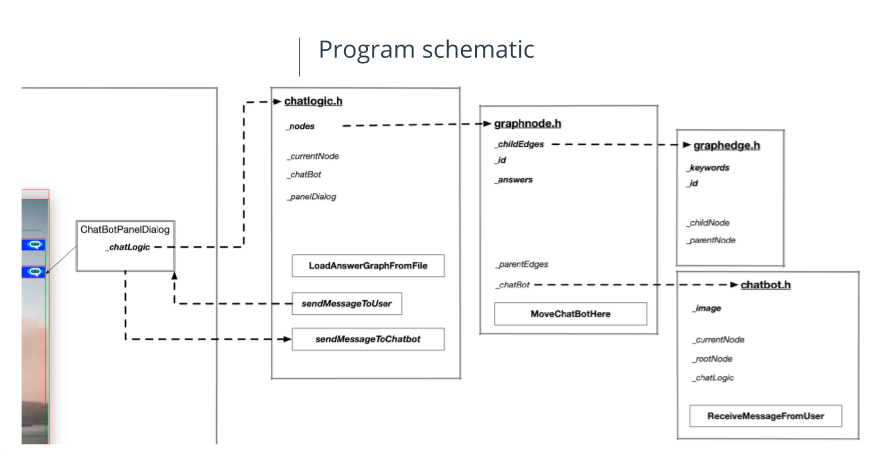 Program schematic
ChatBotPanelDialog
_chatLogic
chatlogic.h
_nodes
_currentNode
_chatBot
_panelDialog
LoadAnswerGraphFromFile
sendMessageToUser
sendMessageToChatbot
graphnode.h
_childEdges
_id
_answers
_parentEdges
_chatBot
MoveChatBotHere
graphedge.h
_keywords
_id
_childNode
_parentNode
chatbot.h
_image
_currentNode
_rootNode
_chatLogic
ReceiveMessageFromUser